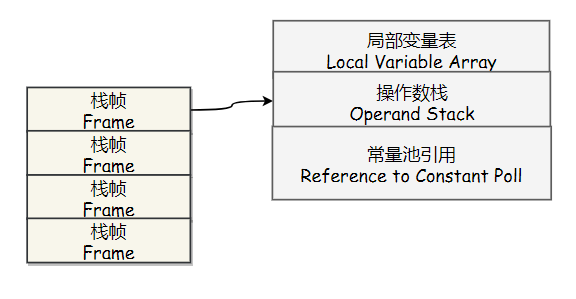 局部变量表
Local Variable Array
操作数栈
Operand Stack
常量池引用
Reference to Constant Poll
栈帧
Frame
栈帧
Frame
栈帧
Frame
栈帧
Frame